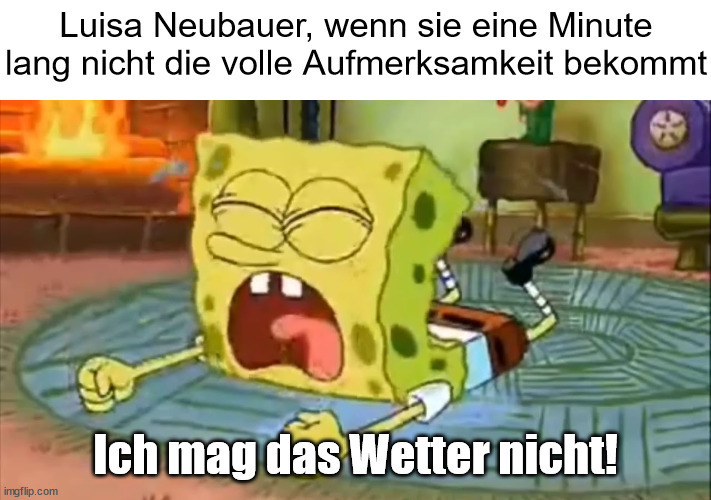 Luisa Neubauer, wenn sie eine Minute
lang nicht die volle Aufmerksamkeit bekommt
Ich mag das Wetter nicht!
imgflip.com